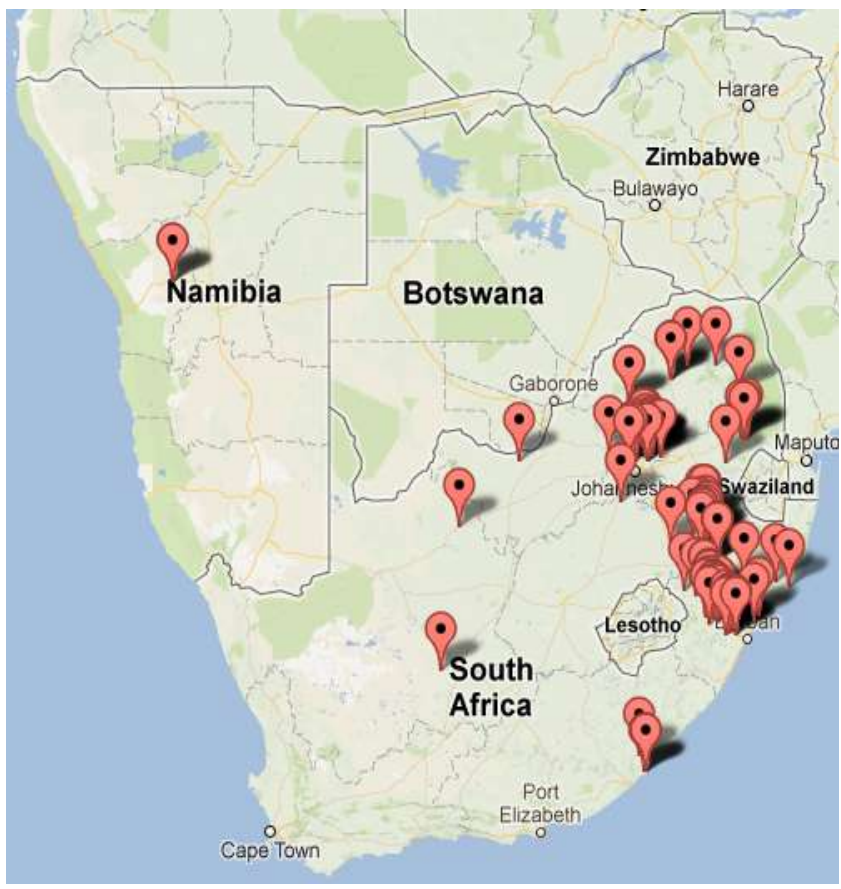 Harare
Zimbabwe
Bulawayo
Namibia
Botswana
Gaborone
Maputo
Swaziland
Lesotho
South
Africa
Port
Elizabeth
Cape Town